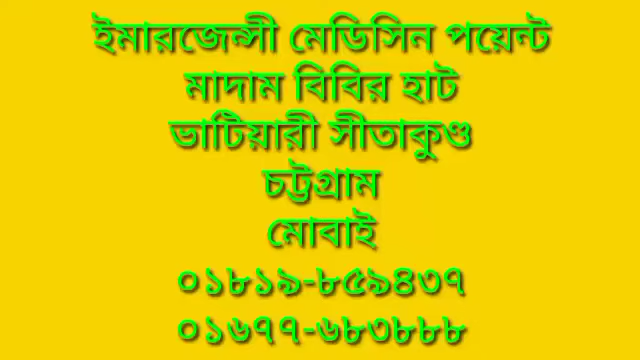 ইমারজেন্সী মেডিসিন পয়েন্ট
মাদাম বিবির হাট
ভাটিয়ারী সীতাকুণ্ড
চট্টগ্রাম
মোবাই
০১৮১৯-৮৫৯৪৩৭
০১৬৭৭-৬৮৩৮৮৮